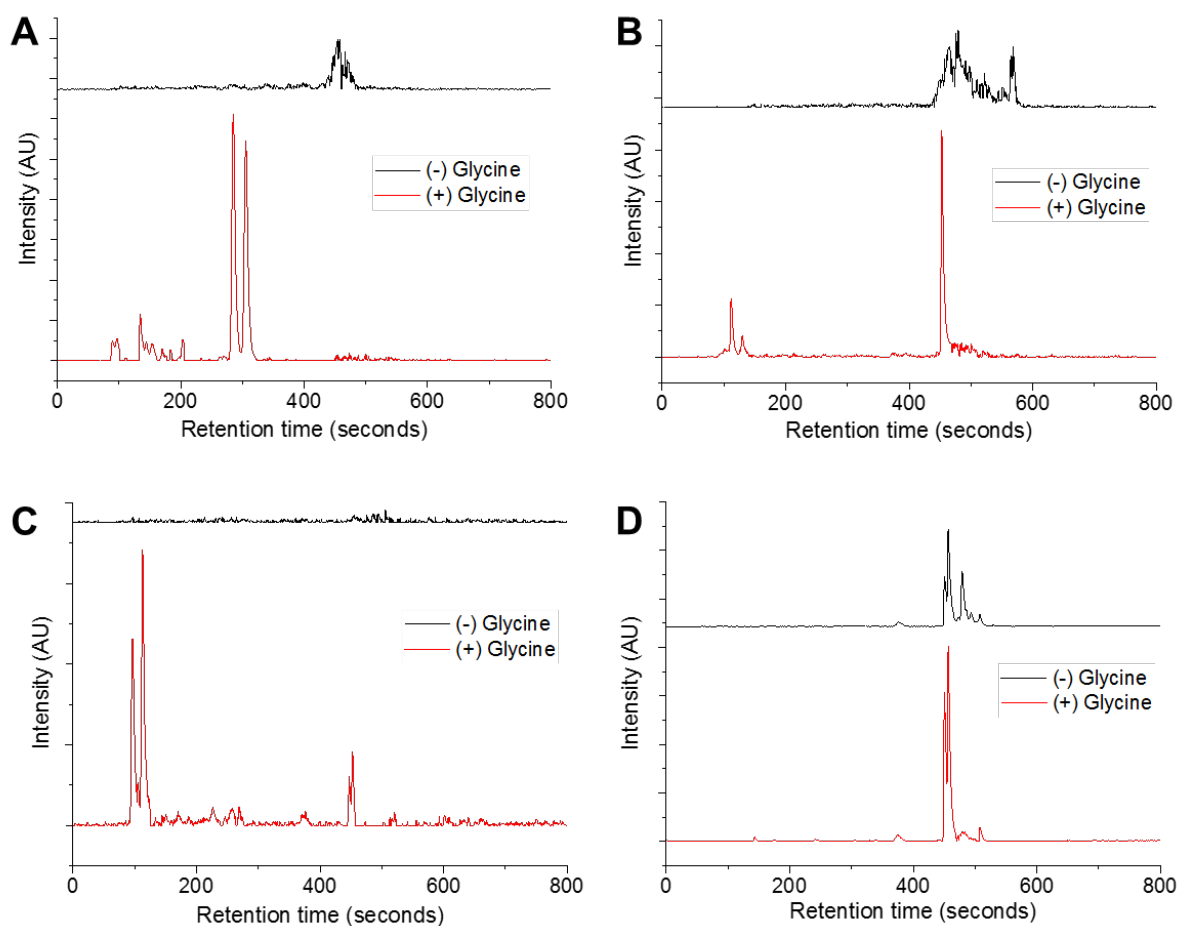 A
Intensity (AU)
(-) Glycine
(+) Glycine
0 200 400 600 800
Retention time (seconds)
B
Intensity (AU)
(-) Glycine
(+) Glycine
0 200 400 600 800
Retention time (seconds)
C
Intensity (AU)
(-) Glycine
(+) Glycine
0 200 400 600 800
Retention time (seconds)
D
Intensity (AU)
(-) Glycine
(+) Glycine
0 200 400 600 800
Retention time (seconds)